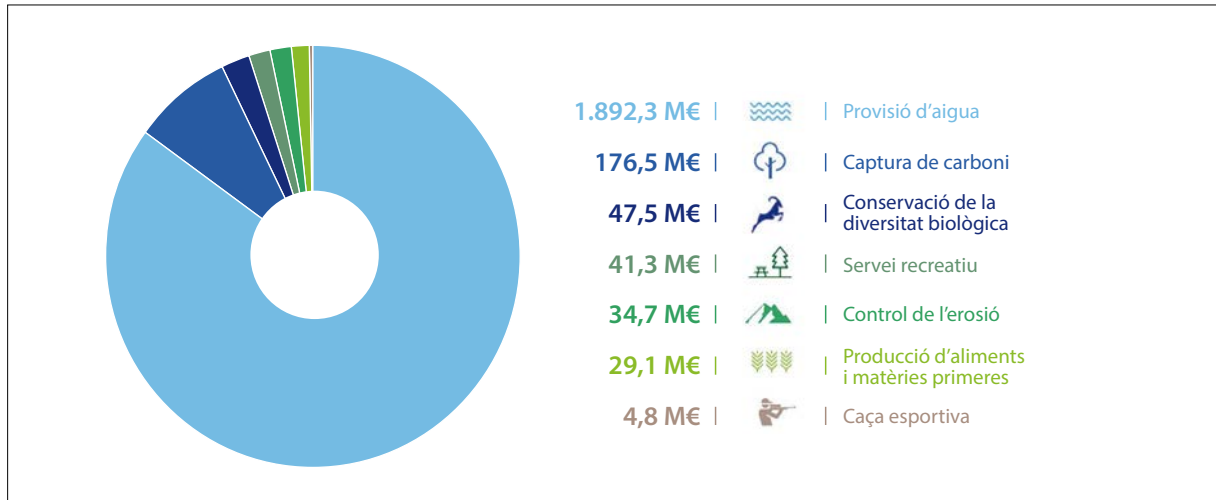 1.892,3 M€ | | Provisió d'aigua
176,5 M€ | | Captura de carboni
47,5 M€ | | Conservació de la
diversitat biològica
41,3 M€ | | Servei recreatiu
34,7 M€ | | Control de l'erosió
29,1 M€ | | Producció d'aliments
i matèries primeres
4,8 M€ | | Caça esportiva